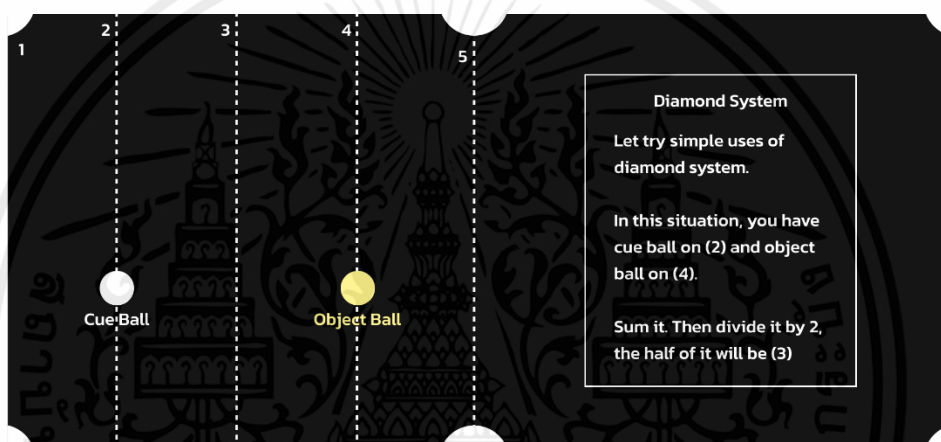 1
2
3
4
5
Diamond System
Let try simple uses of
diamond system.
In this situation, you have
cue ball on (2) and object
ball on (4).
Sum it. Then divide it by 2,
the half of it will be (3)
Cue Ball
Object Ball